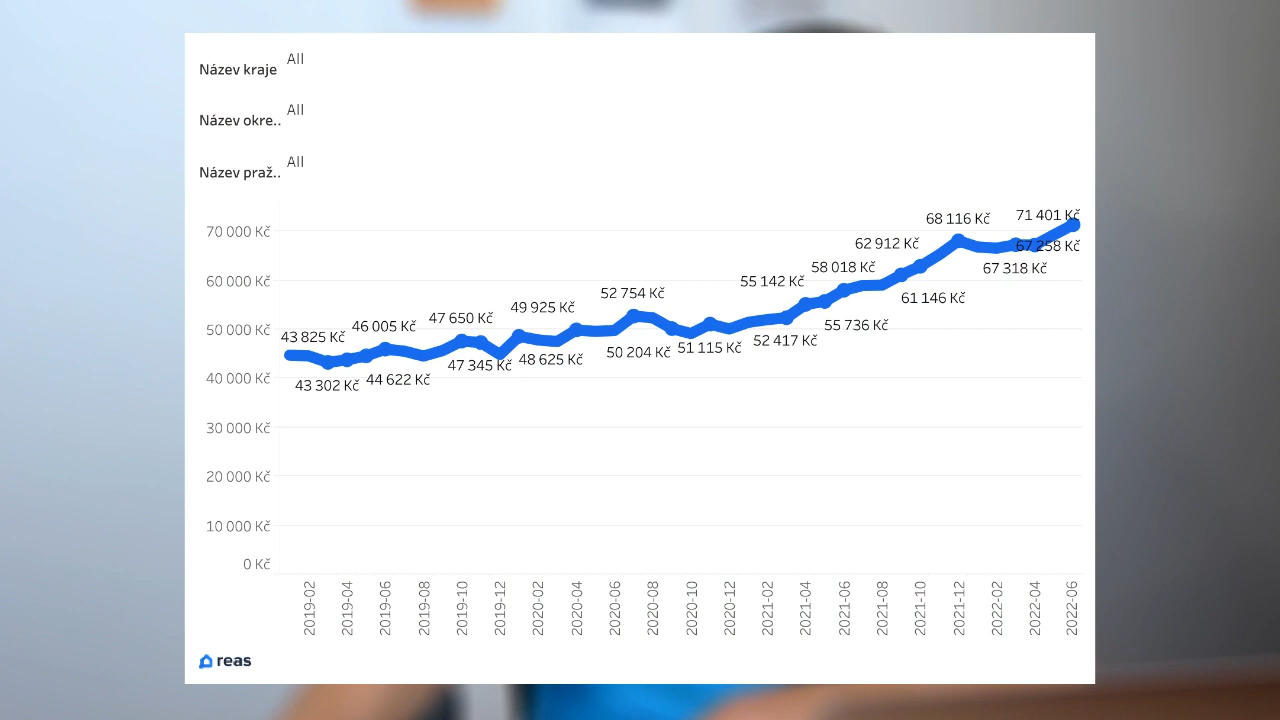 All
Název kraje
All
Název okre..
All
Název praž..
71 401 Kč
68 116 Kč
70 000 Kč
62 912 Kč
67 258 Kč
58 018 Kč
67 318 Kč
60 000 Kč
55 142 Kč
52 754 Kč
61 146 Kč
49 925 Kč
47 650 Kč
46 005 Kč
55 736 Kč
50 000 Kč
43 825 Kč
52 417 Kč
51 115 Kč
50 204 Kč
48 625 Kč
47 345 Kč
40 000 Kč
44 622 Kč
43 302 Kč
30 000 Kč
20 000 Kč
10 000 Kč
0 Kč
2019-02
2019-04
2019-06
2019-08
2019-10
2019-12
2020-02
2020-04
2020-06
2020-08
2020-10
2020-12
2021-02
2021-04
2021-06
2021-08
2021-10
2021-12
2022-02
2022-04
2022-06
reas